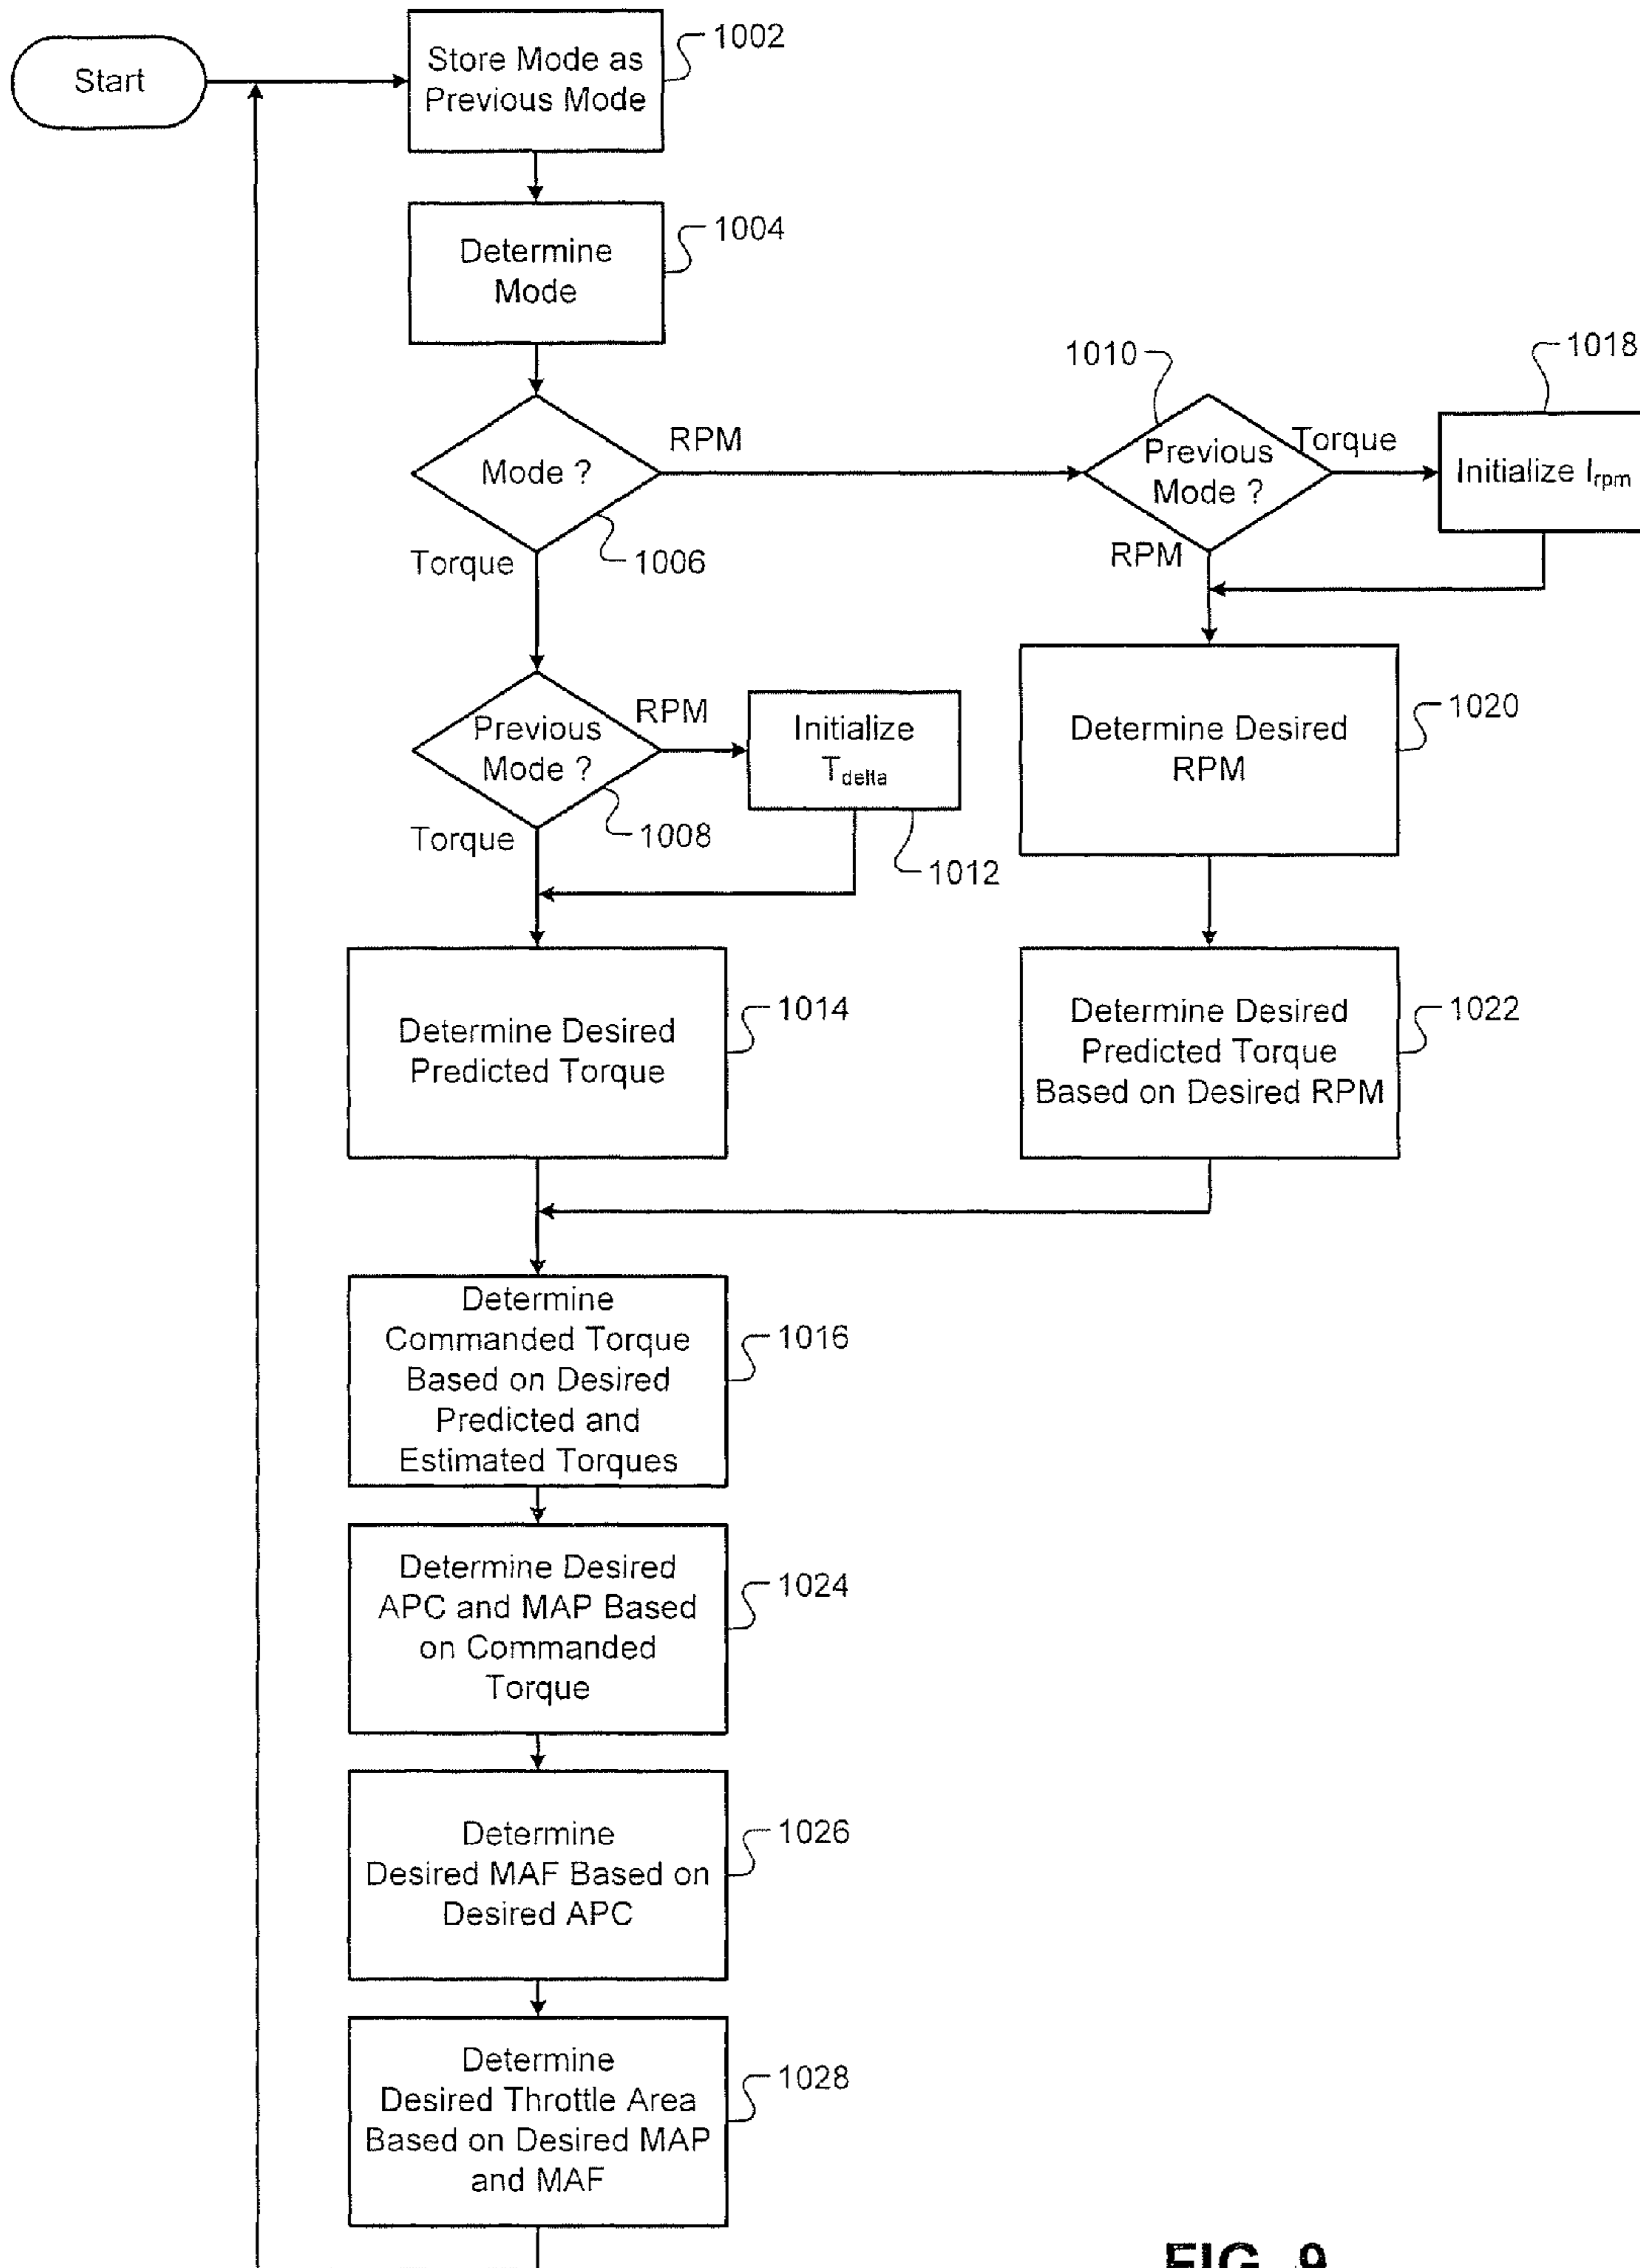 Start
Store Mode as
Previous Mode
1002
Determine
Mode
1004
Mode ?
RPM
Torque
1006
1010
Previous
Mode ?
Torque
RPM
1018
Initialize Irpm
Previous
Mode ?
RPM
Torque
1008
Initialize
Tdelta
1012
Determine Desired
RPM
1020
Determine Desired
Predicted Torque
1014
Determine Desired
Predicted Torque
Based on Desired RPM
1022
Determine
Commanded Torque
Based on Desired
Predicted and
Estimated Torques
1016
Determine Desired
APC and MAP Based
on Commanded
Torque
1024
Determine
Desired MAF Based on
Desired APC
1026
Determine
Desired Throttle Area
Based on Desired MAP
and MAF
1028
FIG. 9